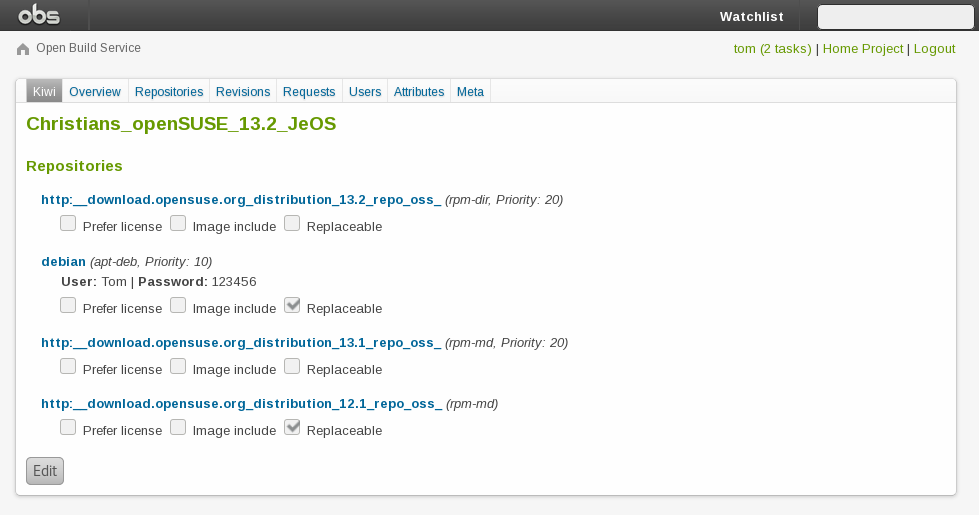 obs Watchlist
Open Build Service tom (2 tasks) | Home Project | Logout
Kiwi Overview Repositories Revisions Requests Users Attributes Meta
Christians_openSUSE_13.2_JeOS
Repositories
http:__download.opensuse.org_distribution_13.2_repo_oss_ (rpm-dir, Priority: 20)
Prefer license Image include Replaceable
debian (apt-deb, Priority: 10)
User: Tom | Password: 123456
Prefer license Image include Replaceable
http:__download.opensuse.org_distribution_13.1_repo_oss_ (rpm-md, Priority: 20)
Prefer license Image include Replaceable
http:__download.opensuse.org_distribution_12.1_repo_oss_ (rpm-md)
Prefer license Image include Replaceable
Edit